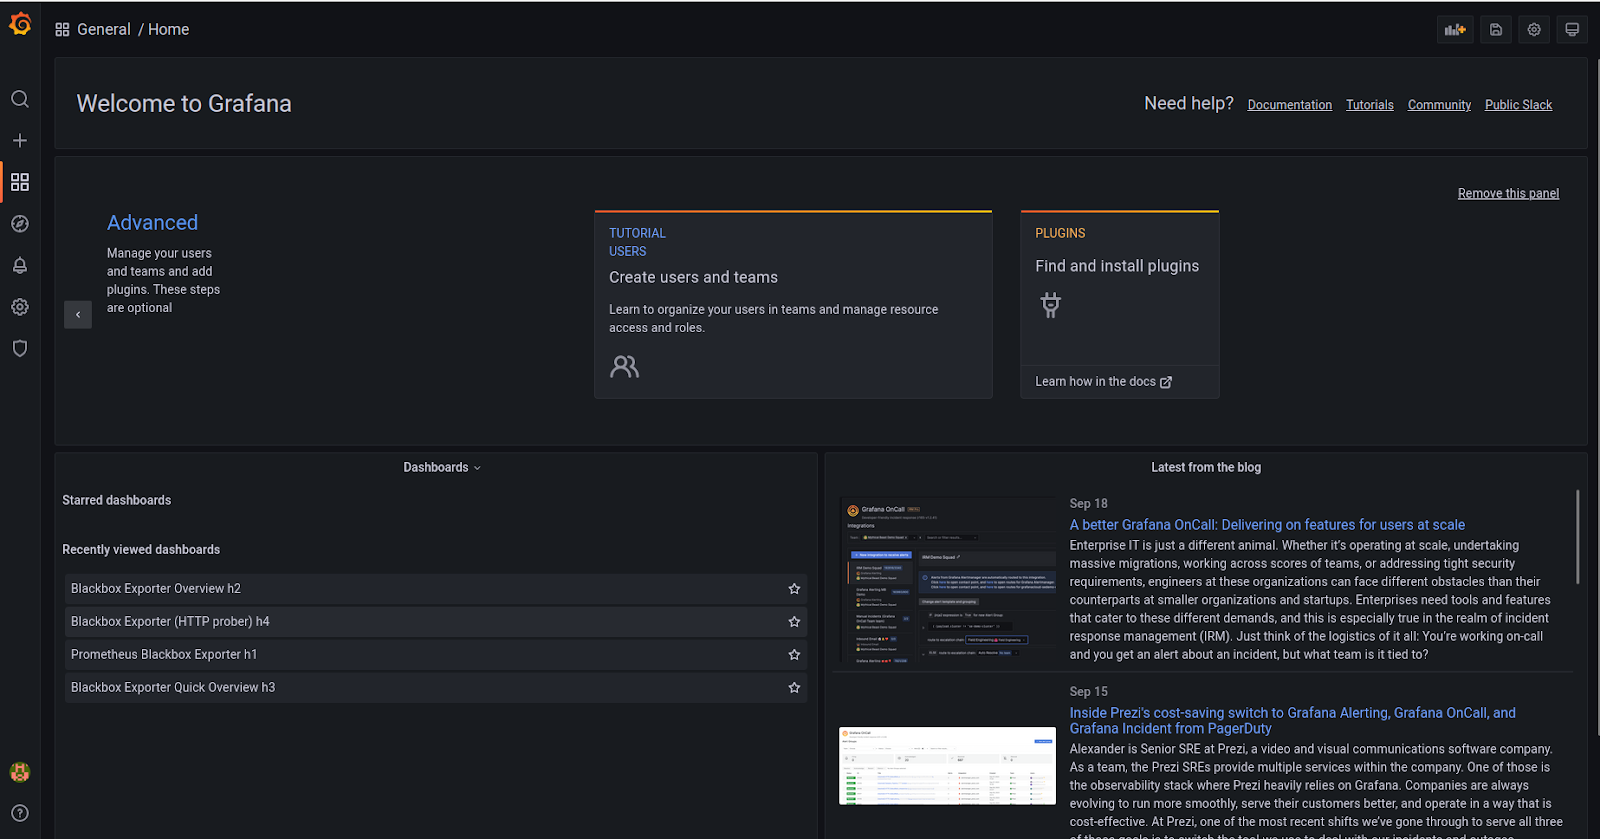 General / Home
Welcome to Grafana
Need help? Documentation Tutorials Community Public Slack
Remove this panel
Advanced
Manage your users
and teams and add
plugins. These steps
are optional
TUTORIAL
USERS
Create users and teams
Learn to organize your users in teams and manage resource
access and roles.
PLUGINS
Find and install plugins
Learn how in the docs
Dashboards
Starred dashboards
Recently viewed dashboards
Blackbox Exporter Overview h2
Blackbox Exporter (HTTP prober) h4
Prometheus Blackbox Exporter h1
Blackbox Exporter Quick Overview h3
Latest from the blog
Grafana OnCall
Integrations
Sep 18
A better Grafana OnCall: Delivering on features for users at scale
Enterprise IT is just a different animal. Whether it’s operating at scale, undertaking
massive migrations, working across scores of teams, or addressing tight security
requirements, engineers at these organizations can face different obstacles than their
counterparts at smaller organizations and startups. Enterprises need tools and features
that cater to these different demands, and this is especially true in the realm of incident
response management (IRM). Just think of the logistics of it all: You’re working on-call
and you get an alert about an incident, but what team is it tied to?
Sep 15
Inside Prezi's cost-saving switch to Grafana Alerting, Grafana OnCall, and
Grafana Incident from PagerDuty
Alexander is Senior SRE at Prezi, a video and visual communications software company.
As a team, the Prezi SREs provide multiple services within the company. One of those is
the observability stack where Prezi heavily relies on Grafana. Companies are always
evolving to run more smoothly, serve their customers better, and operate in a way that is
cost-effective. At Prezi, one of the most recent shifts we’ve gone through to serve all three